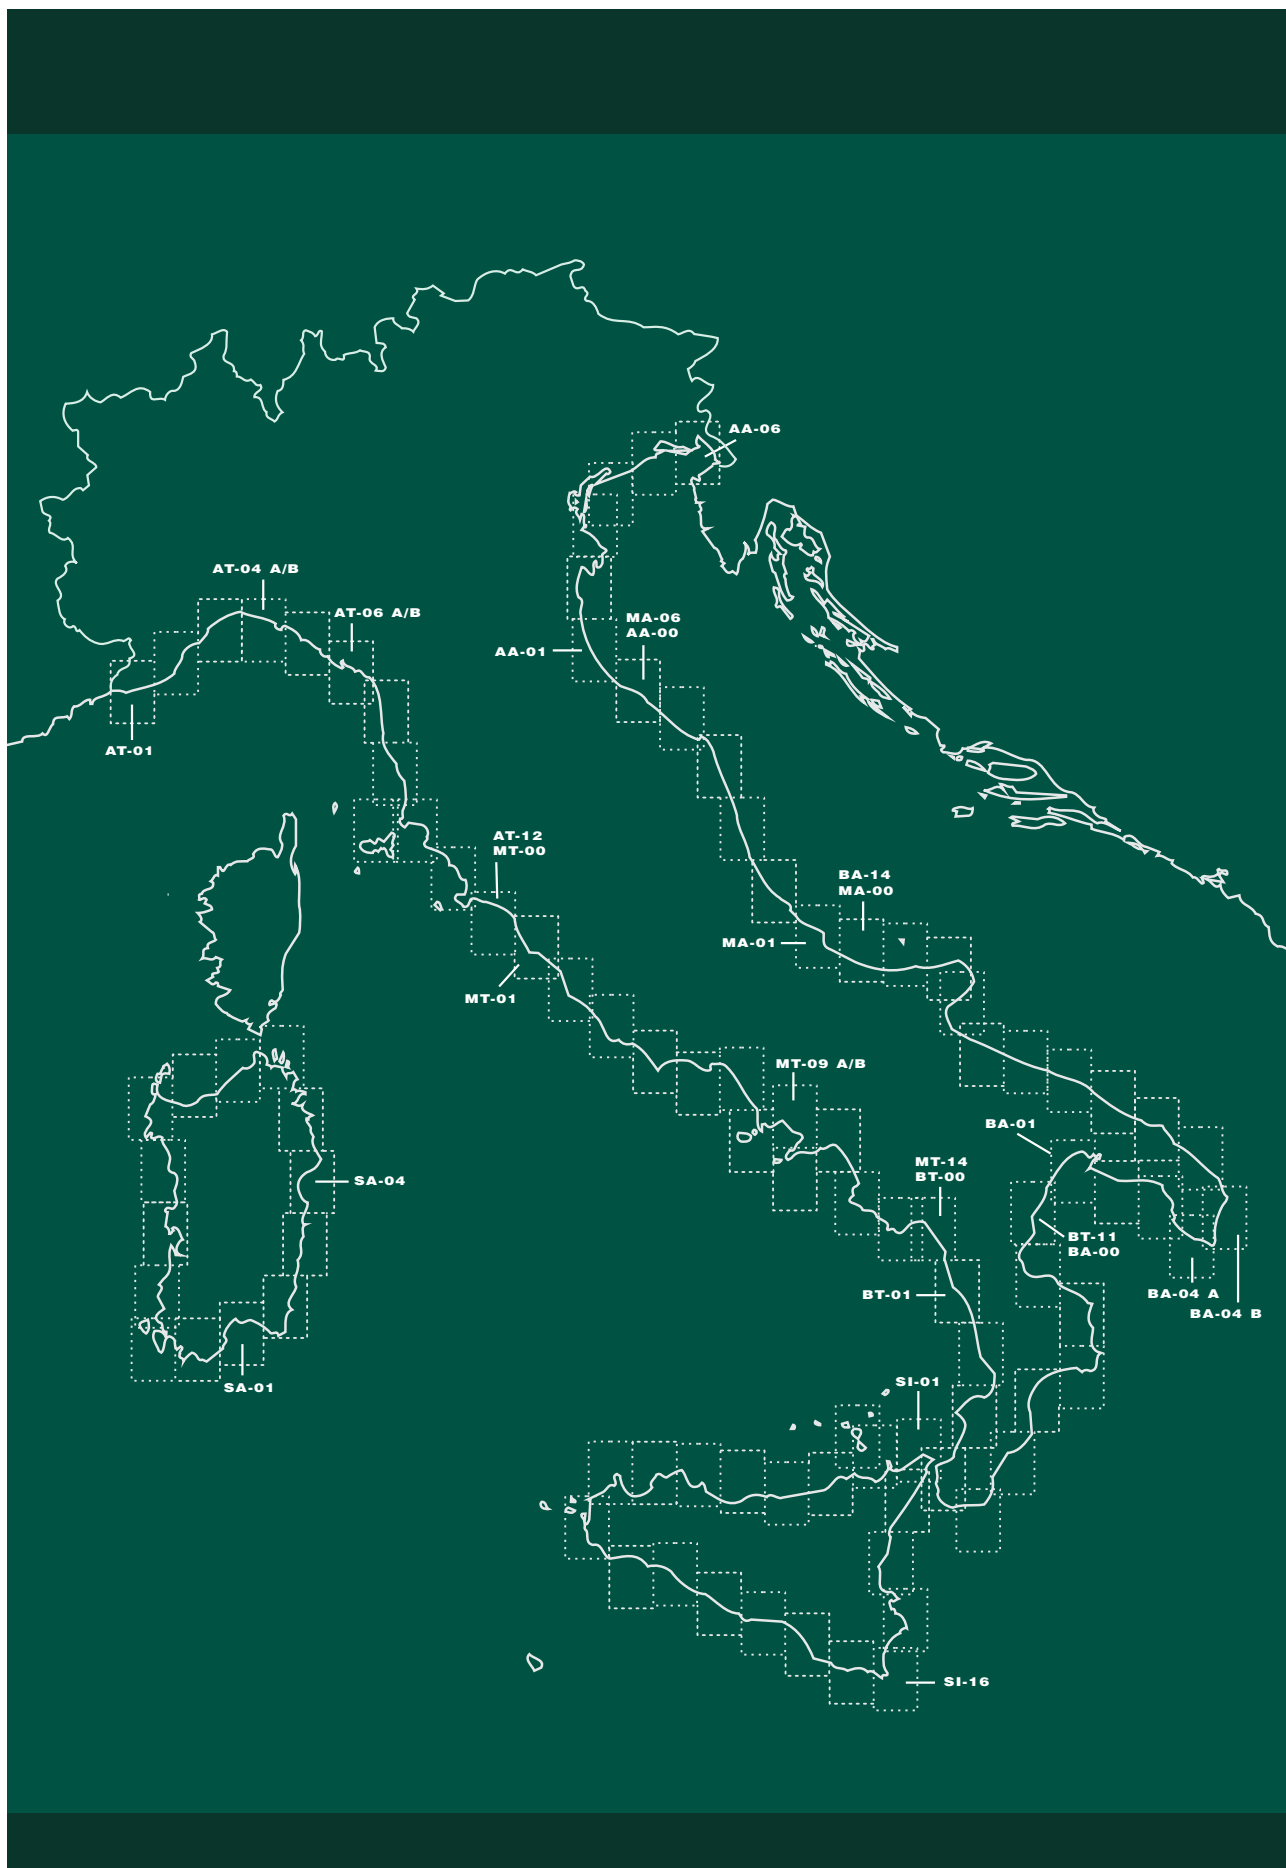 AA-06
AT-04 A/B
AT-06 A/B
MA-06
AA-00
AA-01
AT-01
AT-12
MT-00
BA-14
MA-00
MA-01
MT-01
MT-09 A/B
BA-01
MT-14
BT-00
SA-04
BT-11
BA-00
BT-01
BA-04 A
BA-04 B
SI-01
SA-01
SI-16